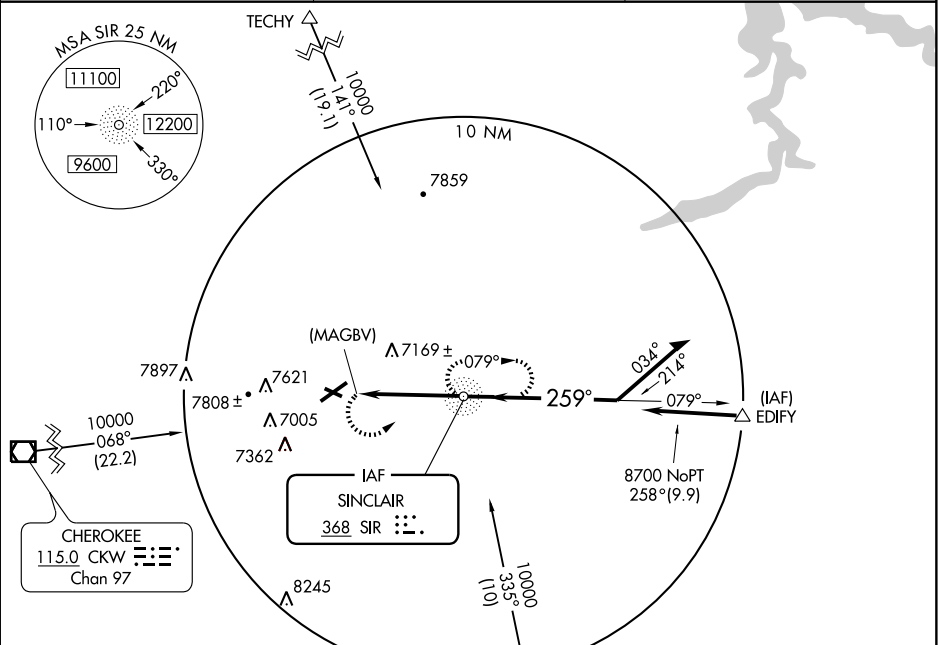 TECHY
MSA SIR 25 NM
11100
220°
110°
12200
9600
330°
10000
141°
(19.1)
10 NM
7859
(MAGBV)
7169 ±
079°
034°
214°
7897
7621
7808 ±
259°
079°
(IAF)
EDIFY
7005
10000
068°
(22.2)
7362
8700 NoPT
258° (9.9)
IAF
SINCLAIR
368 SIR
CHEROKEE
115.0 CKW
Chan 97
10000
335°
(10)
8245